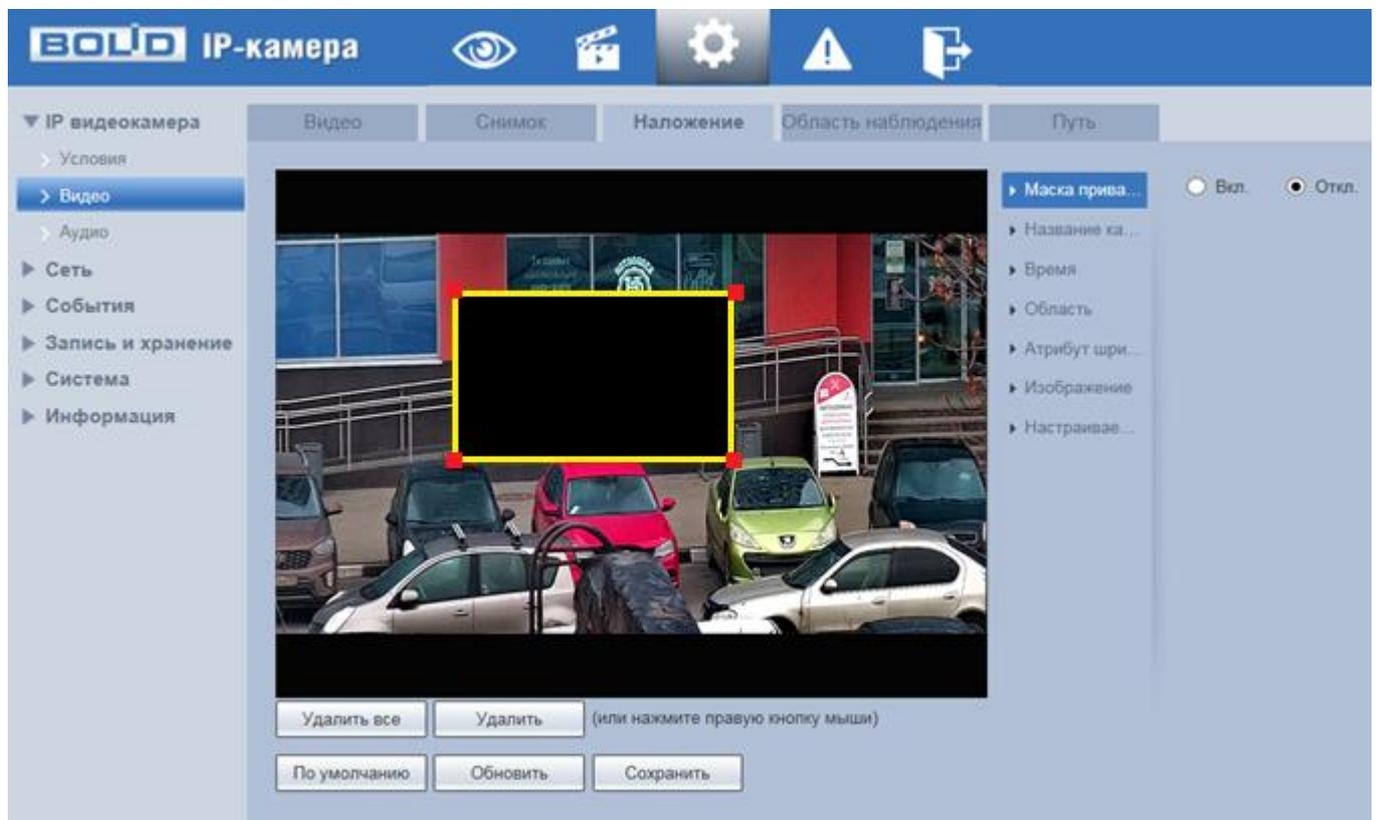 BOLID IP-камера
IP видеокамера
Условия
Видео
Аудио
Сеть
События
Запись и хранение
Система
Информация
Видео Снимок Наложение Область наблюдения Путь
Маска прива...
Название ка...
Время
Область
Атрибут шри...
Изображение
Настраивае...
Вкл. Откл.
Удалить все Удалить (или нажмите правую кнопку мыши)
По умолчанию Обновить Сохранить